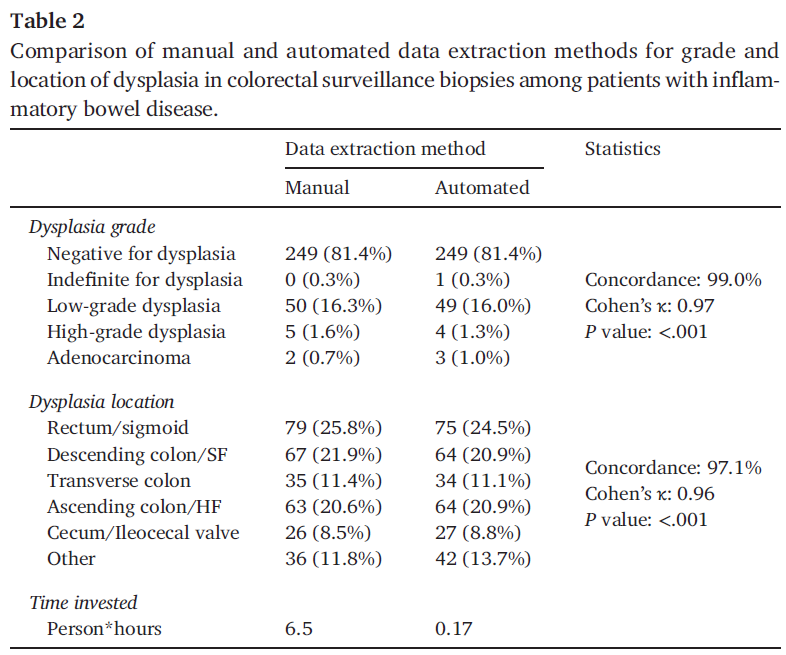 Table 2
Comparison of manual and automated data extraction methods for grade and
location of dysplasia in colorectal surveillance biopsies among patients with inflam-
matory bowel disease.
Data extraction method Statistics
Manual Automated
Dysplasia grade
Negative for dysplasia 249 (81.4%) 249 (81.4%)
Indefinite for dysplasia 0 (0.3%) 1 (0.3%) Concordance: 99.0%
Low-grade dysplasia 50 (16.3%) 49 (16.0%) Cohen's κ: 0.97
High-grade dysplasia 5 (1.6%) 4 (1.3%) P value: <.001
Adenocarcinoma 2 (0.7%) 3 (1.0%)
Dysplasia location
Rectum/sigmoid 79 (25.8%) 75 (24.5%)
Descending colon/SF 67 (21.9%) 64 (20.9%)
Transverse colon 35 (11.4%) 34 (11.1%) Concordance: 97.1%
Ascending colon/HF 63 (20.6%) 64 (20.9%) Cohen's κ: 0.96
Cecum/Ileocecal valve 26 (8.5%) 27 (8.8%) P value: <.001
Other 36 (11.8%) 42 (13.7%)
Time invested
Person*hours 6.5 0.17